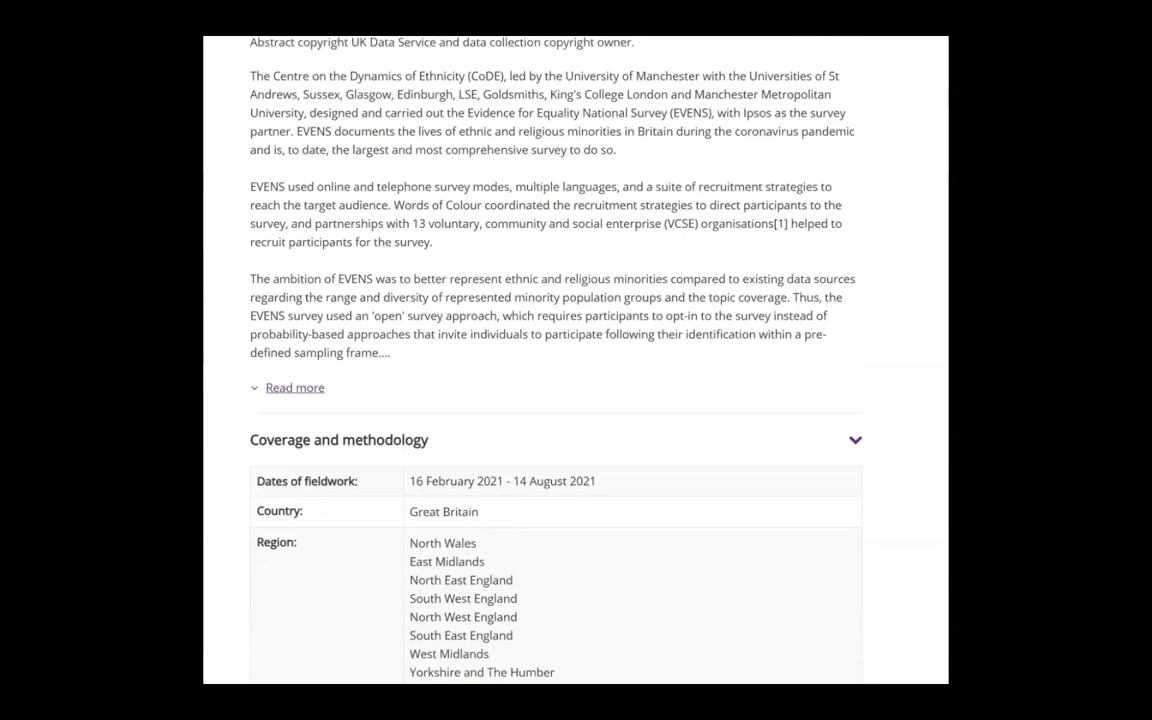 Abstract copyright UK Data Service and data collection copyright owner.
The Centre on the Dynamics of Ethnicity (CoDE), led by the University of Manchester with the Universities of St
Andrews, Sussex, Glasgow, Edinburgh, LSE, Goldsmiths, King's College London and Manchester Metropolitan
University, designed and carried out the Evidence for Equality National Survey (EVENS), with Ipsos as the survey
partner. EVENS documents the lives of ethnic and religious minorities in Britain during the coronavirus pandemic
and is, to date, the largest and most comprehensive survey to do so.
EVENS used online and telephone survey modes, multiple languages, and a suite of recruitment strategies to
reach the target audience. Words of Colour coordinated the recruitment strategies to direct participants to the
survey, and partnerships with 13 voluntary, community and social enterprise (VCSE) organisations[1] helped to
recruit participants for the survey.
The ambition of EVENS was to better represent ethnic and religious minorities compared to existing data sources
regarding the range and diversity of represented minority population groups and the topic coverage. Thus, the
EVENS survey used an 'open' survey approach, which requires participants to opt-in to the survey instead of
probability-based approaches that invite individuals to participate following their identification within a pre-
defined sampling frame....
Read more
Coverage and methodology
Dates of fieldwork: 16 February 2021 - 14 August 2021
Country: Great Britain
Region: North Wales
East Midlands
North East England
South West England
North West England
South East England
West Midlands
Yorkshire and The Humber